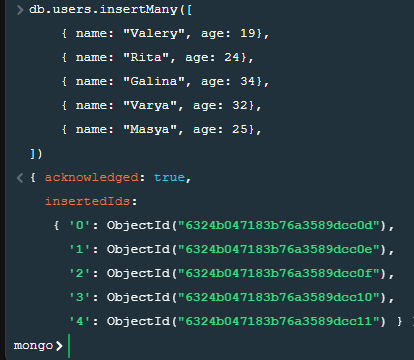 > db.users.insertMany([
{ name: "Valery", age: 19},
{ name: "Rita", age: 24},
{ name: "Galina", age: 34},
{ name: "Varya", age: 32},
{ name: "Masya", age: 25},
])
< { acknowledged: true,
insertedIds:
{ '0': ObjectId("6324b047183b76a3589dcc0d"),
'1': ObjectId("6324b047183b76a3589dcc0e"),
'2': ObjectId("6324b047183b76a3589dcc0f"),
'3': ObjectId("6324b047183b76a3589dcc10"),
'4': ObjectId("6324b047183b76a3589dcc11") } }
mongo>